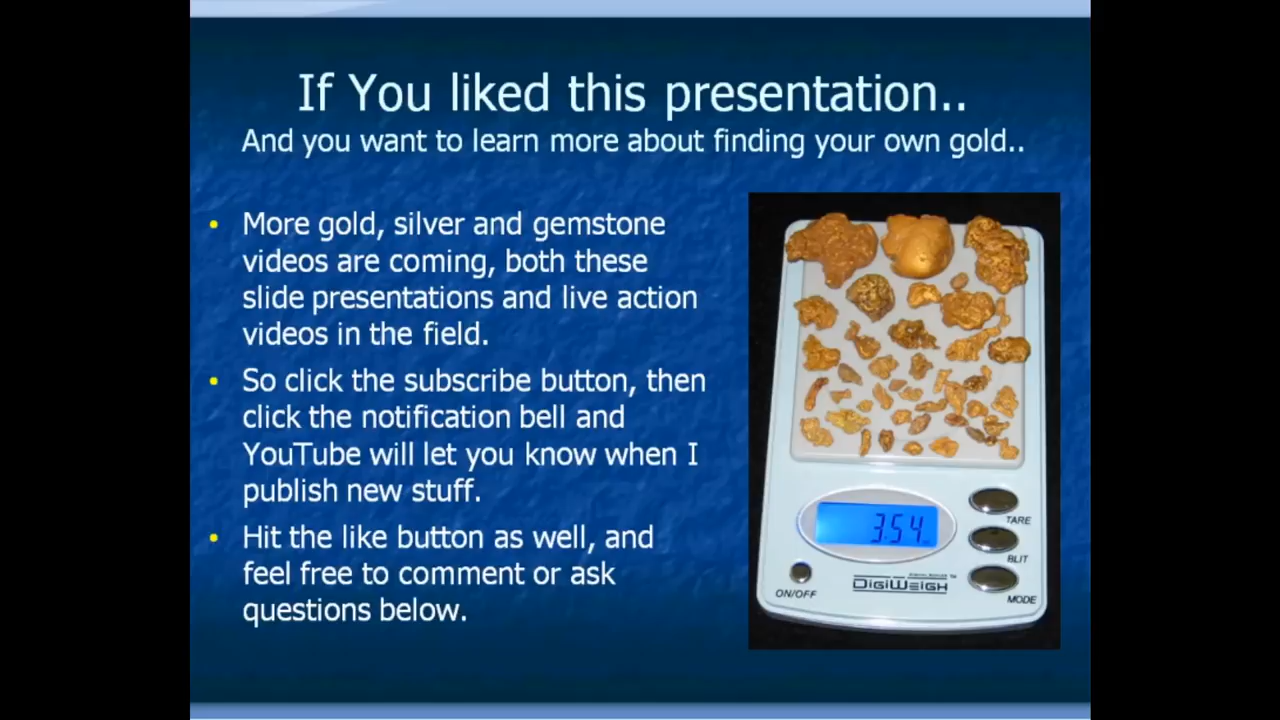 If You liked this presentation..
And you want to learn more about finding your own gold..
• More gold, silver and gemstone
videos are coming, both these
slide presentations and live action
videos in the field.
• So click the subscribe button, then
click the notification bell and
YouTube will let you know when I
publish new stuff.
• Hit the like button as well, and
feel free to comment or ask
questions below.
3.54
TARE
BLIT
MODE
ON/OFF
DIGIWEIGH